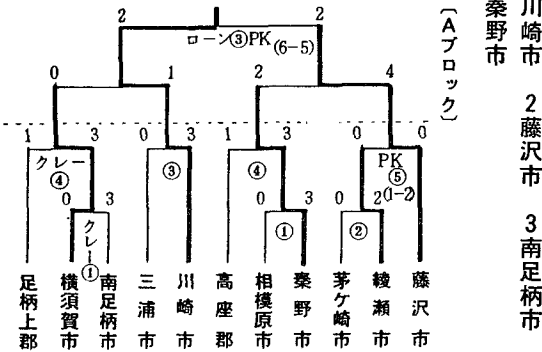 川崎市　2藤沢市　3南足柄市
秦野市
〔Aブロック〕
2 2
ローン③PK(6-5)
0 1 2 4
1 3 0 3 1 3 0 0
クレー④ ③ ④ PK⑤(1-2)
0 3 0 3 0 2
クレー① ① ②
足柄上郡
横須賀市
南足柄市
三浦市
川崎市
高座郡
相模原市
秦野市
茅ケ崎市
綾瀬市
藤沢市